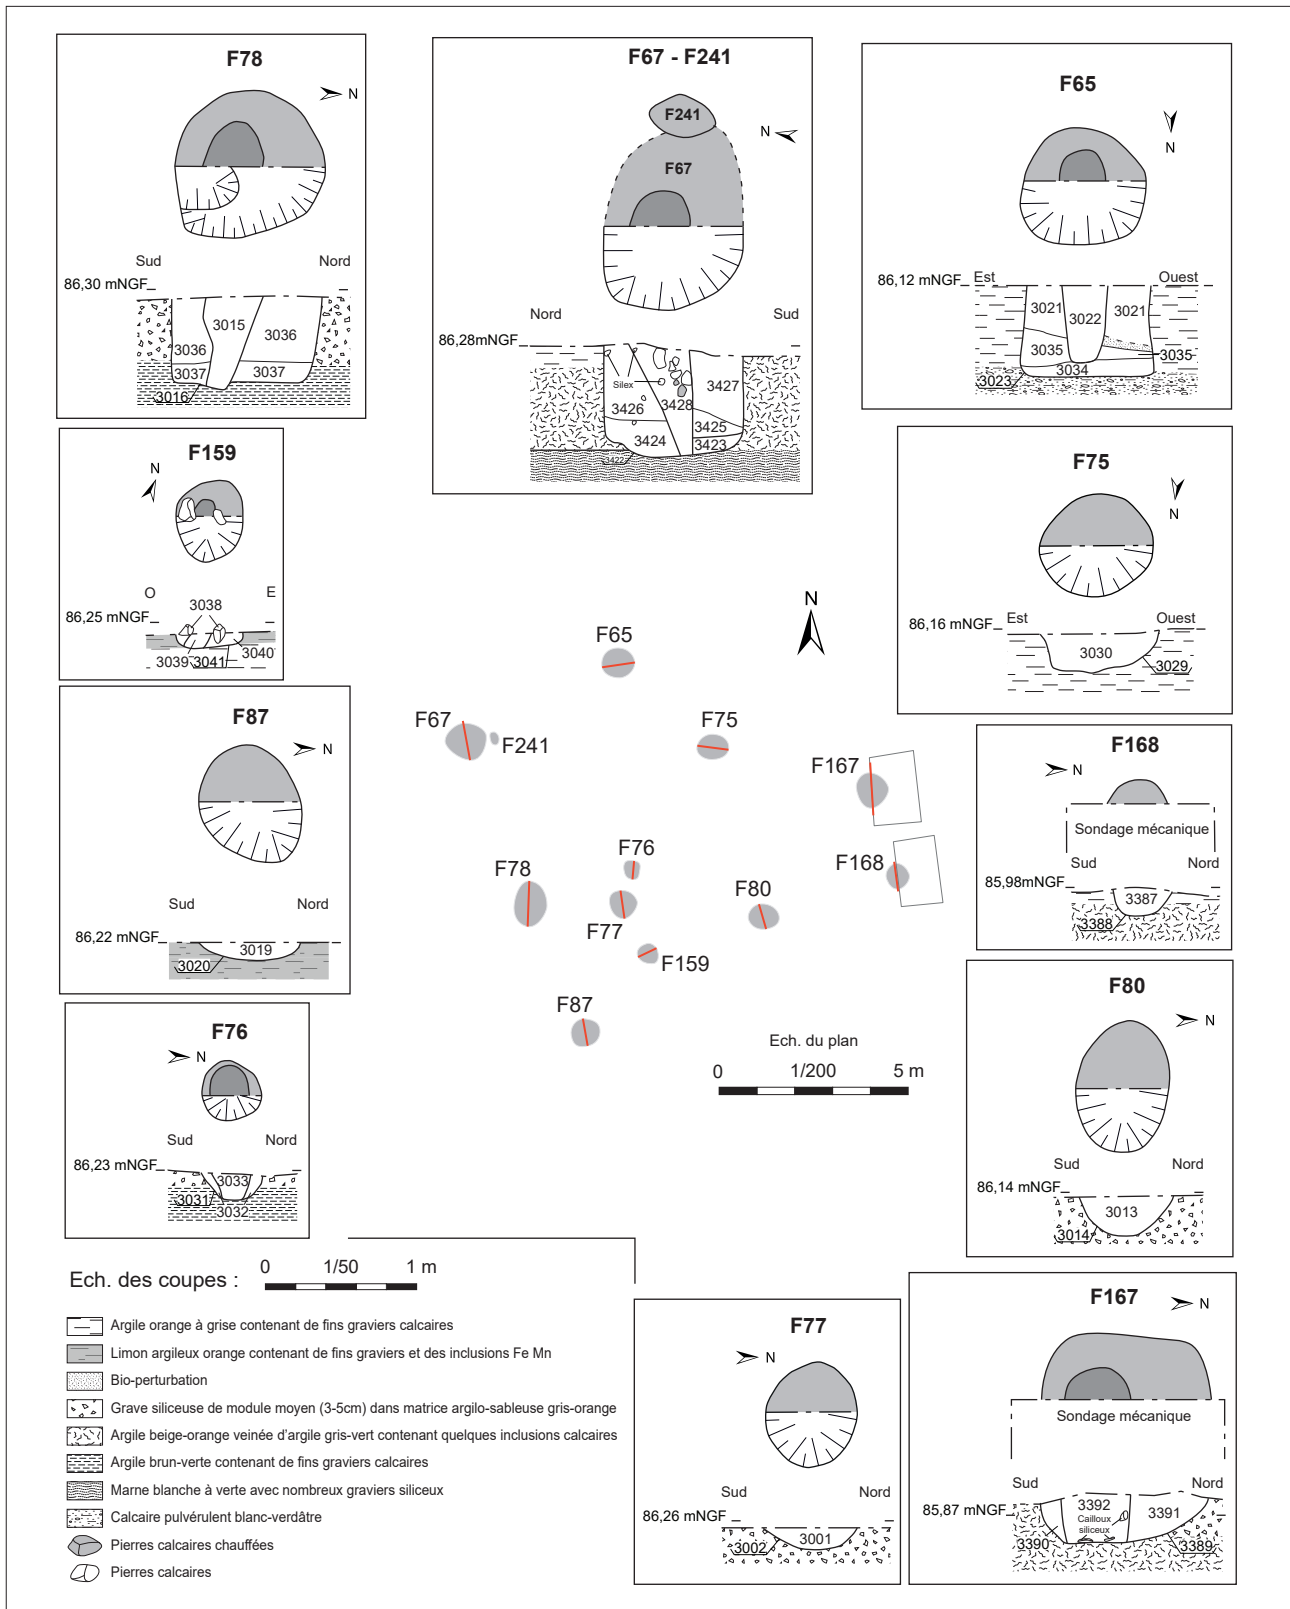 F78
N
Sud
Nord
86,30 mNGF
3015
3036
3036
3037
3037
3016
F67 - F241
F241
N
F67
Nord
Sud
86,28mNGF
Silex
3427
3426
3428
3425
3424
3423
3422
F65
N
86,12 mNGF
Est
Ouest
3021
3022
3021
3035
3035
3034
3023
F159
N
O
E
3038
86,25 mNGF
3039
3041
3040
F75
N
86,16 mNGF
Est
Ouest
3030
3029
F87
N
Sud
Nord
86,22 mNGF
3019
3020
N
F65
F67
F241
F75
F167
F76
F78
F168
F80
F77
F159
F87
Ech. du plan
0 1/200 5 m
F168
N
Sondage mécanique
Sud
Nord
85,98mNGF
3387
3388
F76
N
Sud
Nord
86,23 mNGF
3033
3031
3032
F80
N
Sud
Nord
86,14 mNGF
3013
3014
Ech. des coupes :
0 1/50 1 m
Argile orange à grise contenant de fins graviers calcaires
Limon argileux orange contenant de fins graviers et des inclusions Fe Mn
Bio-perturbation
Grave siliceuse de module moyen (3-5cm) dans matrice argilo-sableuse gris-orange
Argile beige-orange veinée d'argile gris-vert contenant quelques inclusions calcaires
Argile brun-verte contenant de fins graviers calcaires
Marne blanche à verte avec nombreux graviers siliceux
Calcaire pulvérulent blanc-verdâtre
Pierres calcaires chauffées
Pierres calcaires
F77
N
Sud
Nord
86,26 mNGF
3001
3002
F167
N
Sondage mécanique
Sud
Nord
85,87 mNGF
3392
Cailloux
siliceux
3391
3390
3389